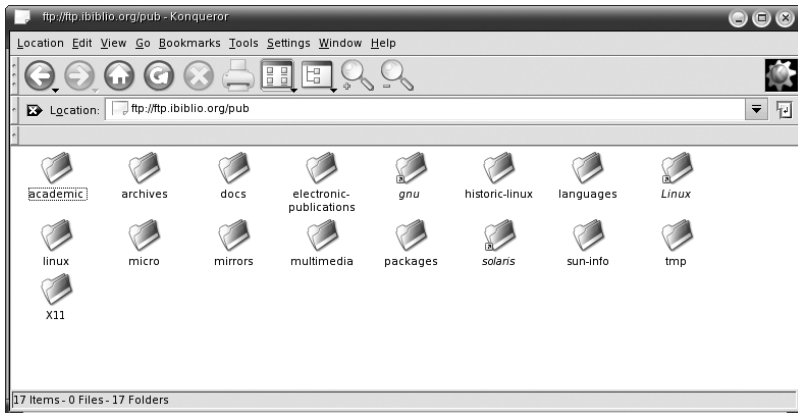 ftp://ftp.ibiblio.org/pub - Konqueror
Location Edit View Go Bookmarks Tools Settings Window Help
Location: ftp://ftp.ibiblio.org/pub
academic archives docs electronic-publications gnu historic-linux languages Linux
linux micro mirrors multimedia packages solaris sun-info tmp
X11
17 Items - 0 Files - 17 Folders